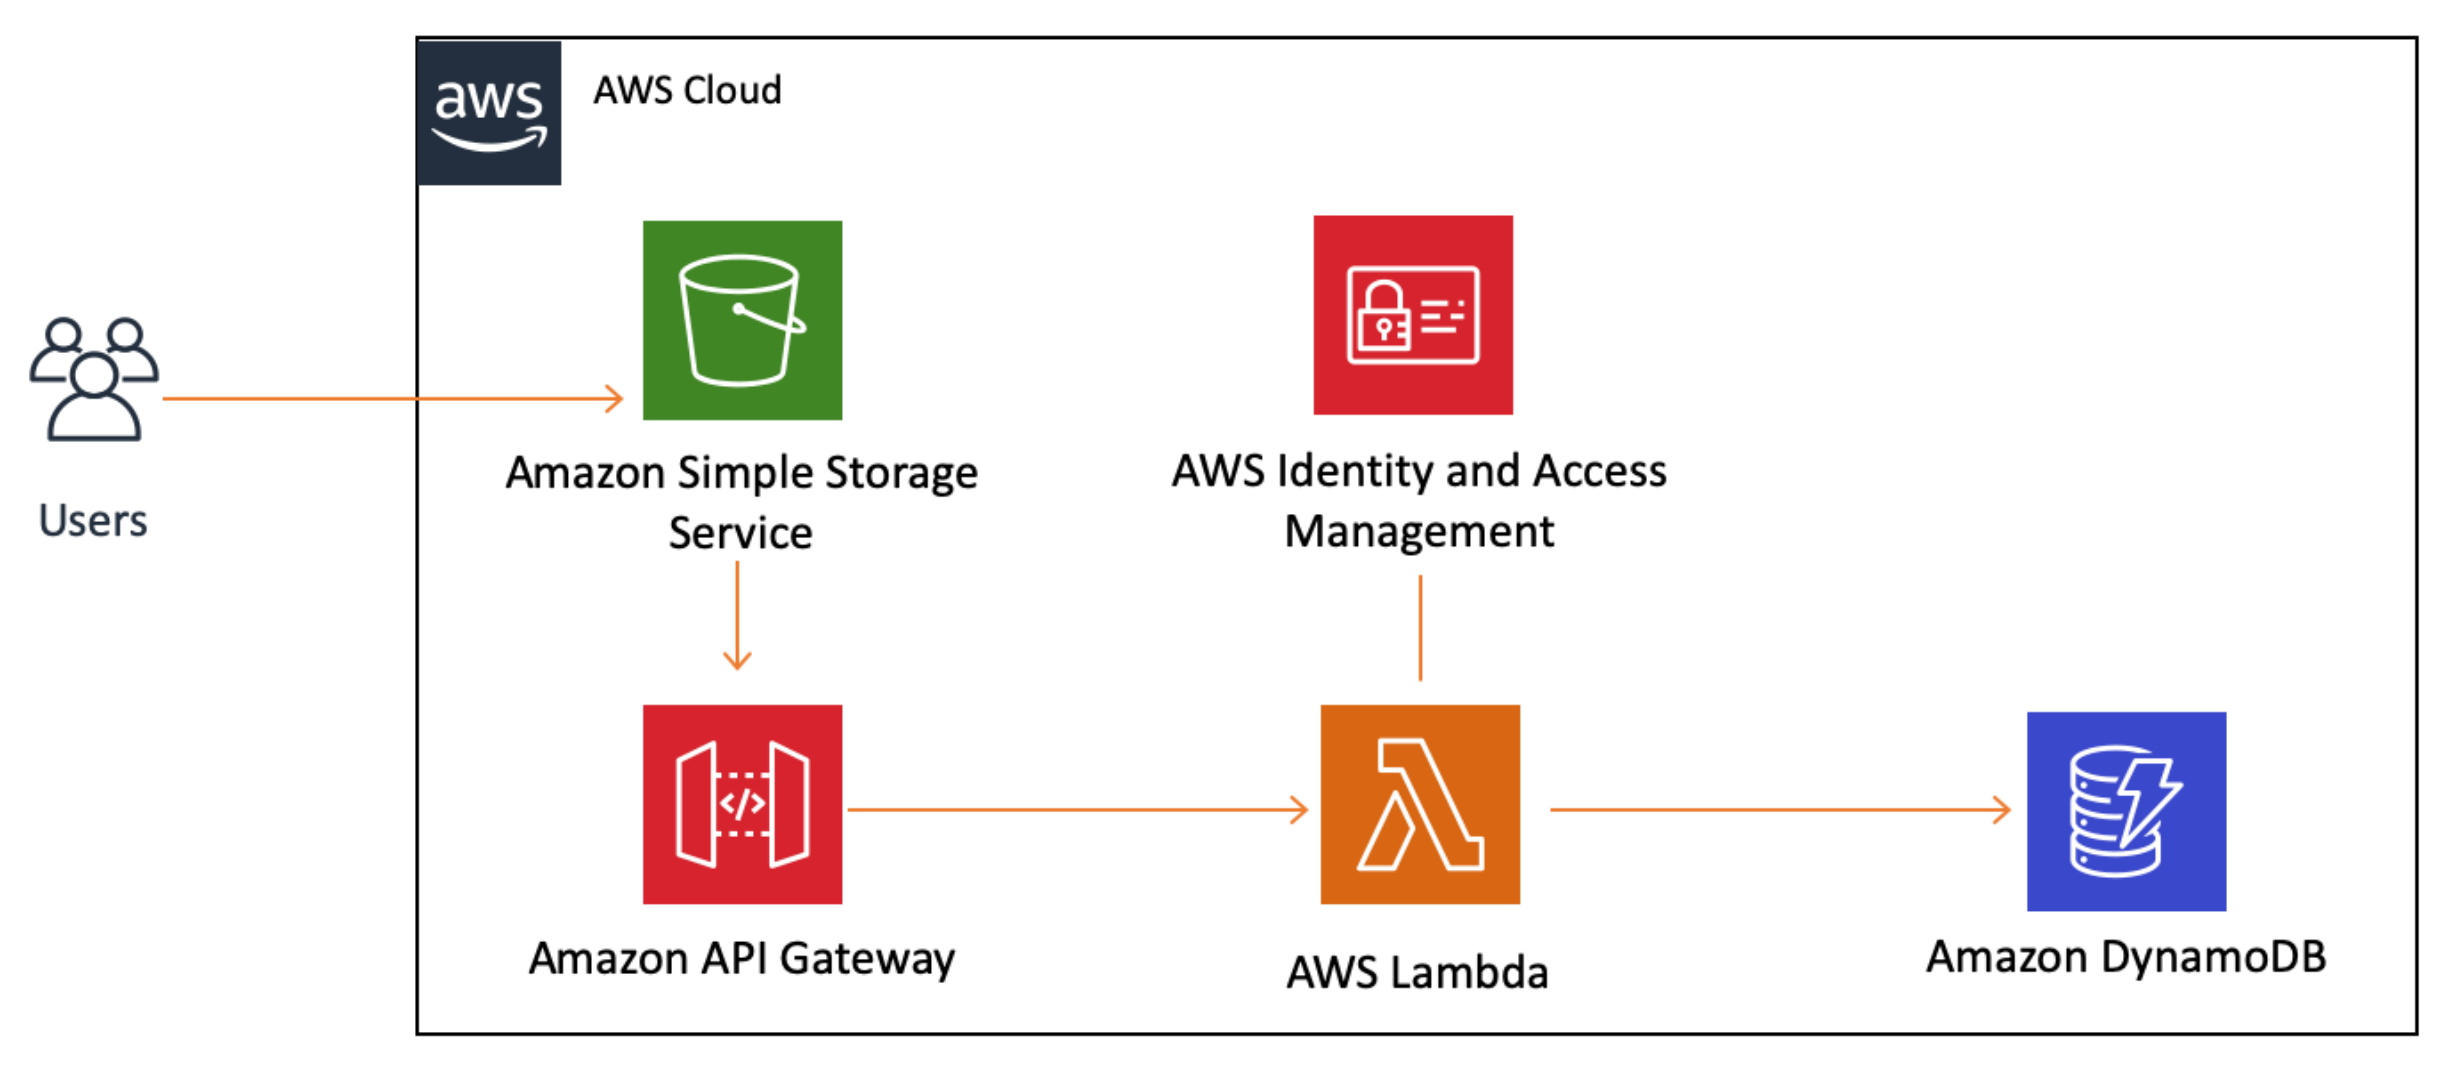 aws
AWS Cloud
Users
Amazon Simple Storage
Service
AWS Identity and Access
Management
</>
Amazon API Gateway
AWS Lambda
Amazon DynamoDB